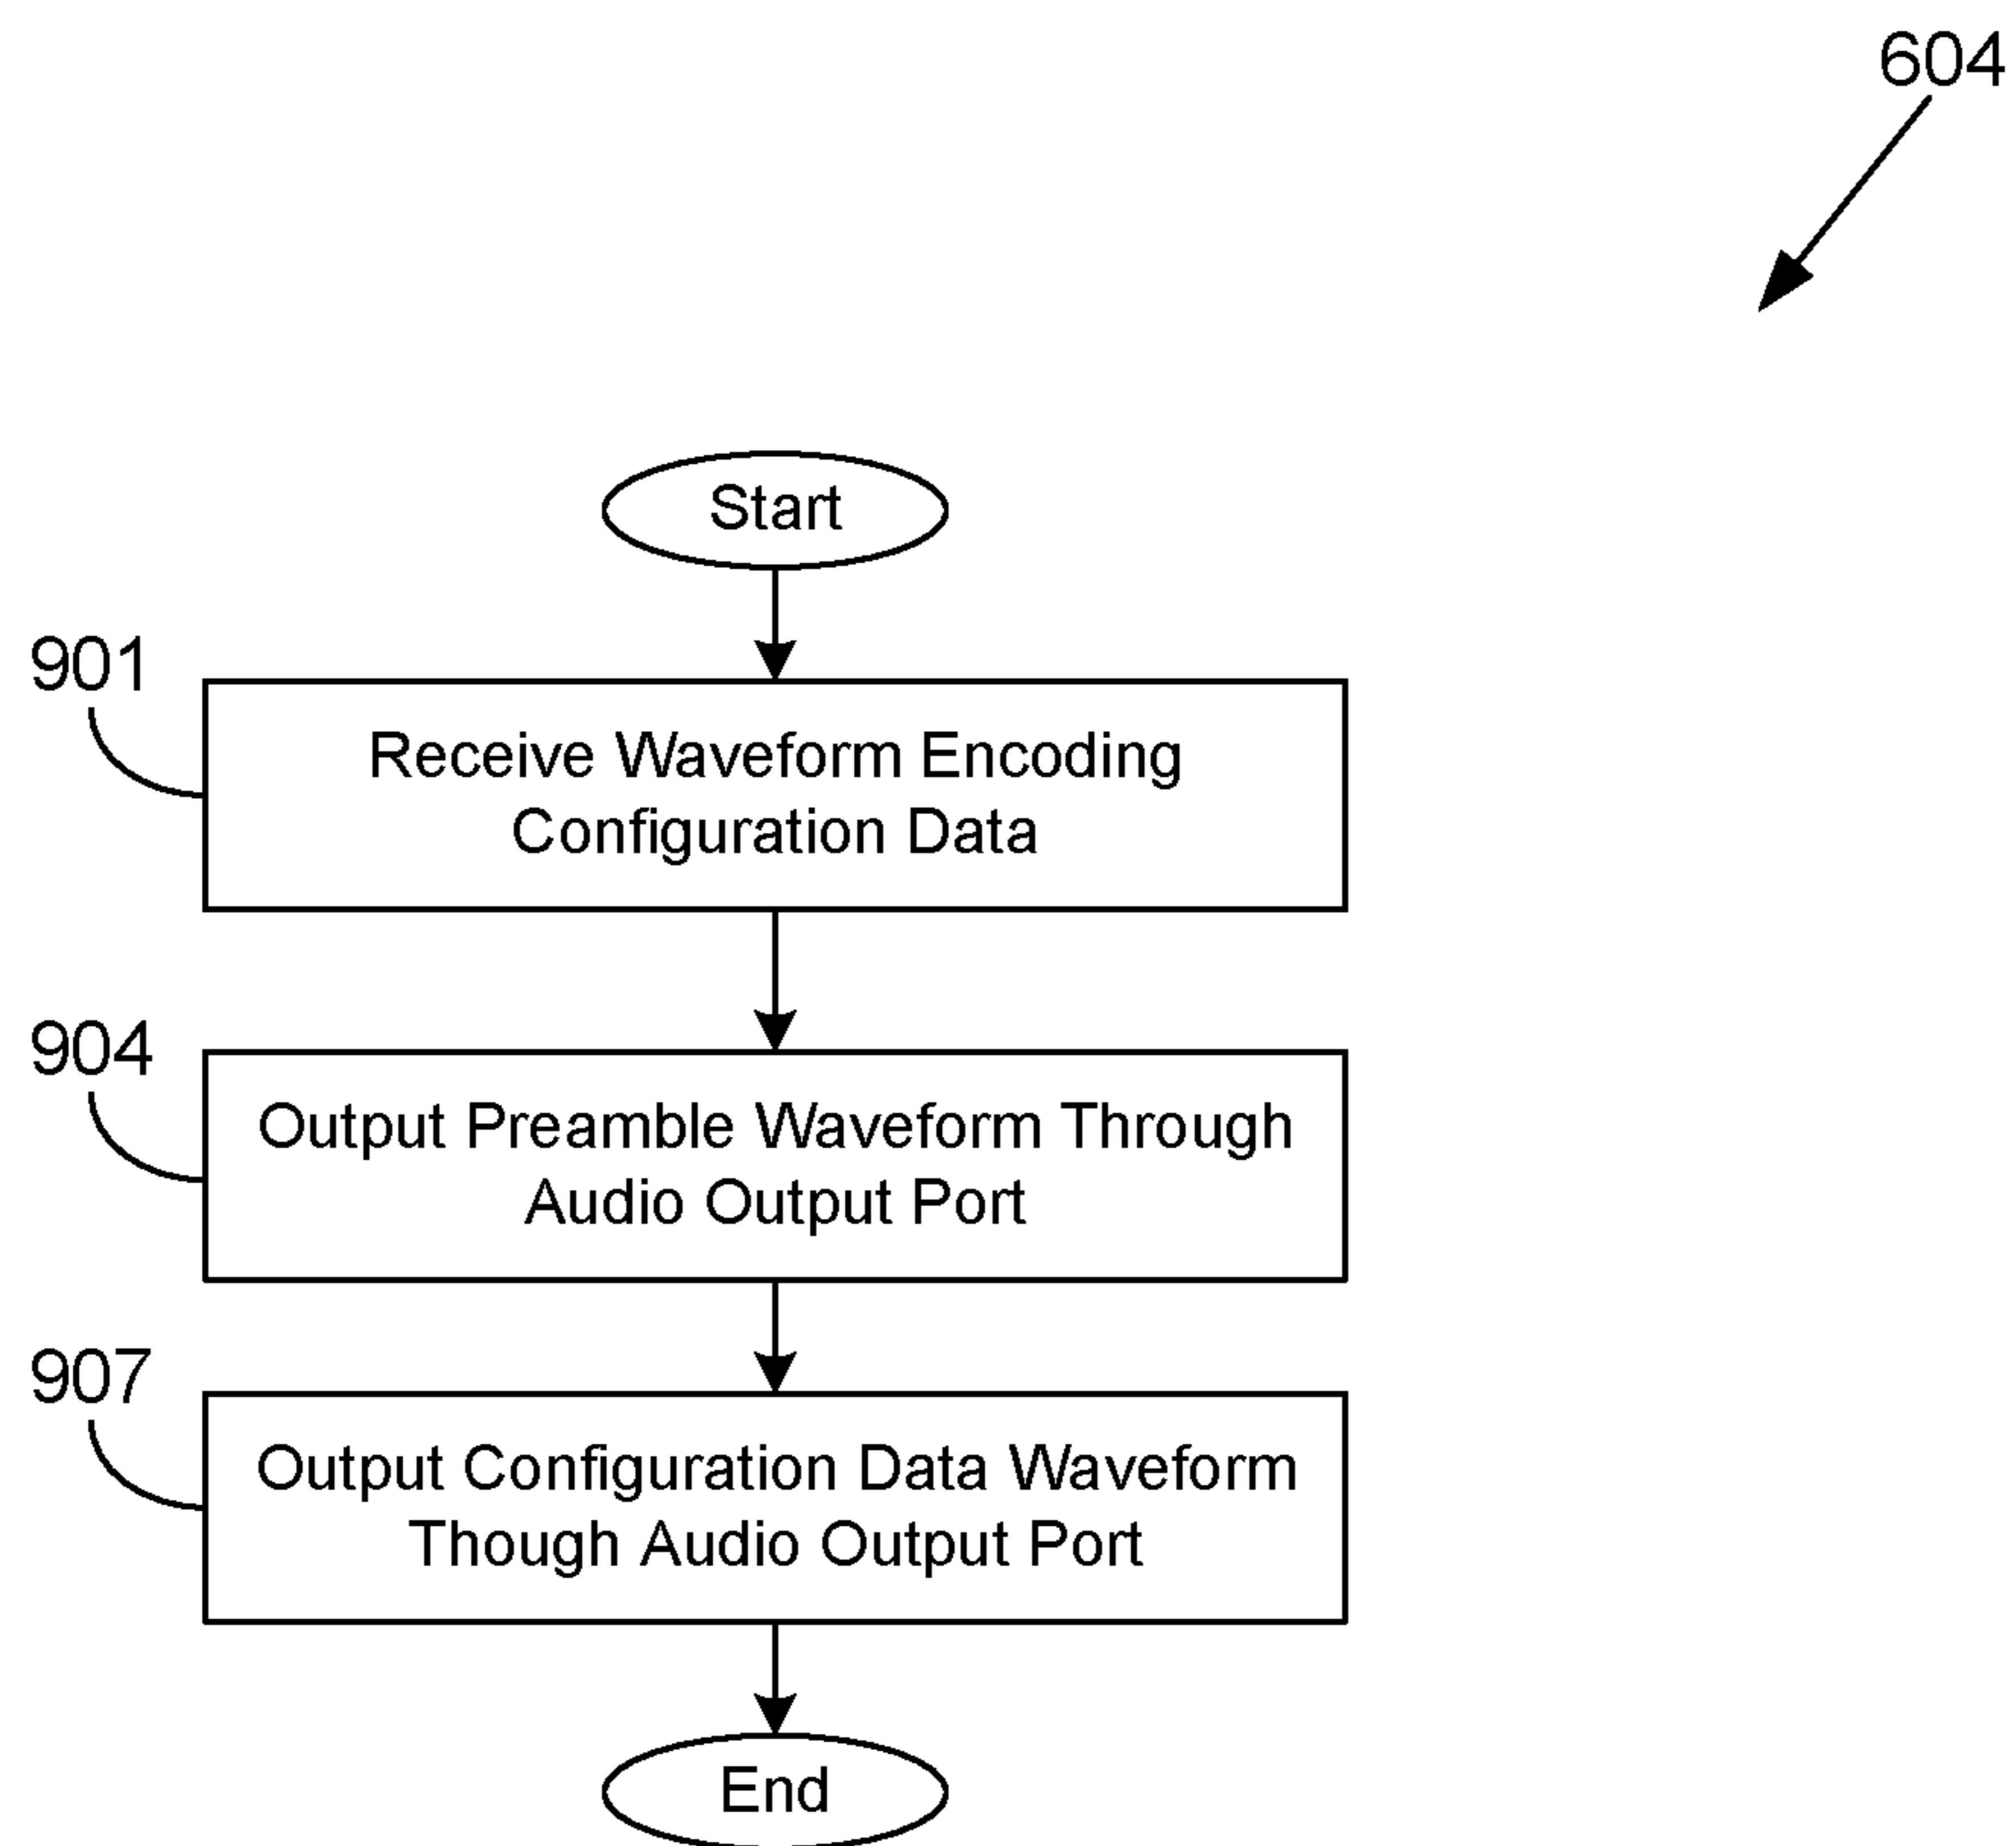 604
Start
901
Receive Waveform Encoding
Configuration Data
904
Output Preamble Waveform Through
Audio Output Port
907
Output Configuration Data Waveform
Though Audio Output Port
End